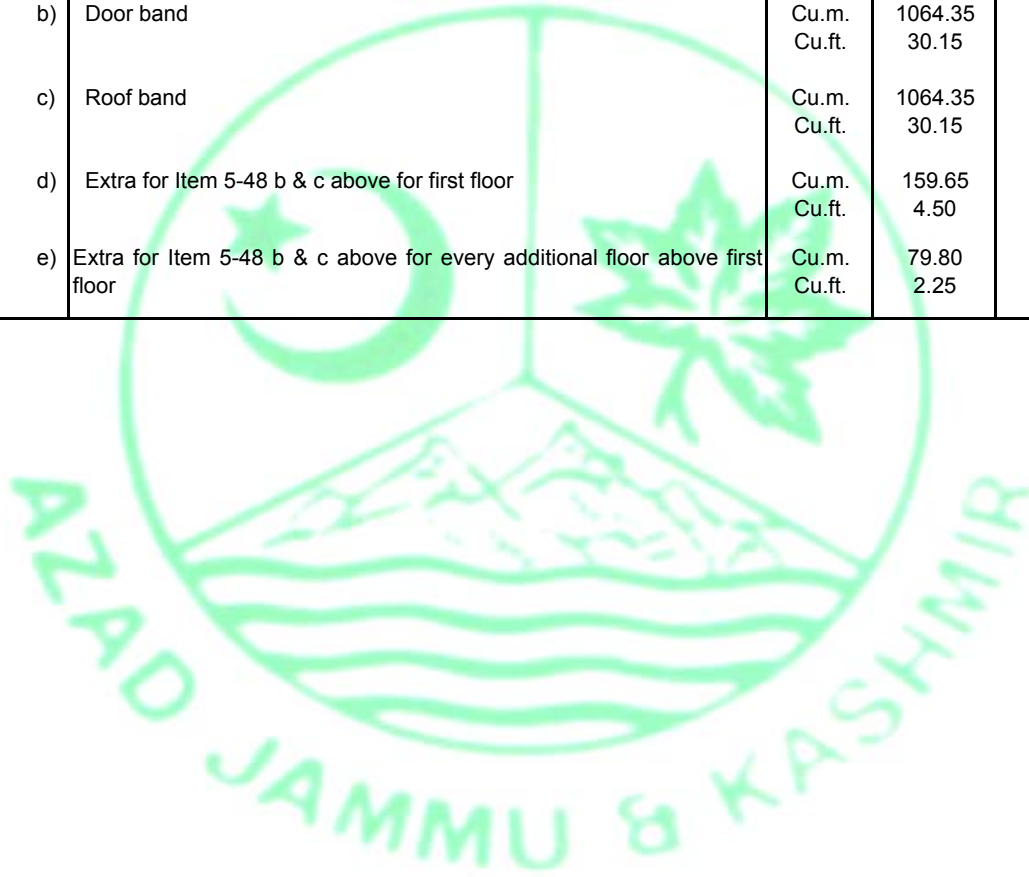 b) Door band Cu.m. 1064.35
Cu.ft. 30.15
c) Roof band Cu.m. 1064.35
Cu.ft. 30.15
d) Extra for Item 5-48 b & c above for first floor Cu.m. 159.65
Cu.ft. 4.50
e) Extra for Item 5-48 b & c above for every additional floor above first Cu.m. 79.80
floor Cu.ft. 2.25
AZAD JAMMU & KASHMIR